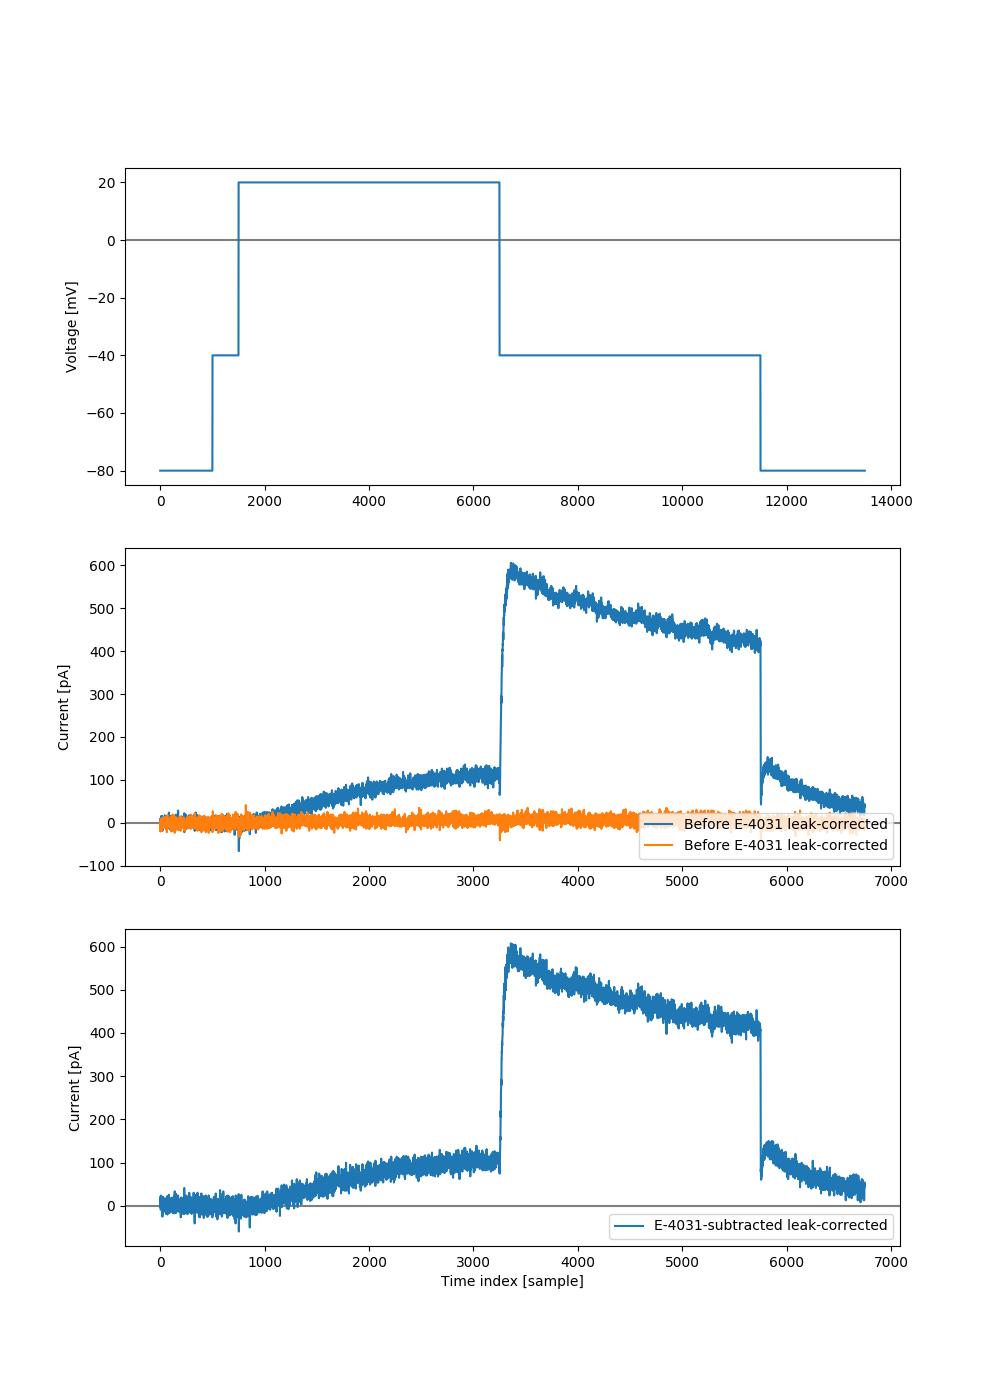 20
0
−20
−40
−60
−80
Voltage [mV]
0 2000 4000 6000 8000 10000 12000 14000
600
500
400
300
200
100
0
−100
Current [pA]
Before E-4031 leak-corrected
Before E-4031 leak-corrected
0 1000 2000 3000 4000 5000 6000 7000
600
500
400
300
200
100
0
Current [pA]
E-4031-subtracted leak-corrected
0 1000 2000 3000 4000 5000 6000 7000
Time index [sample]